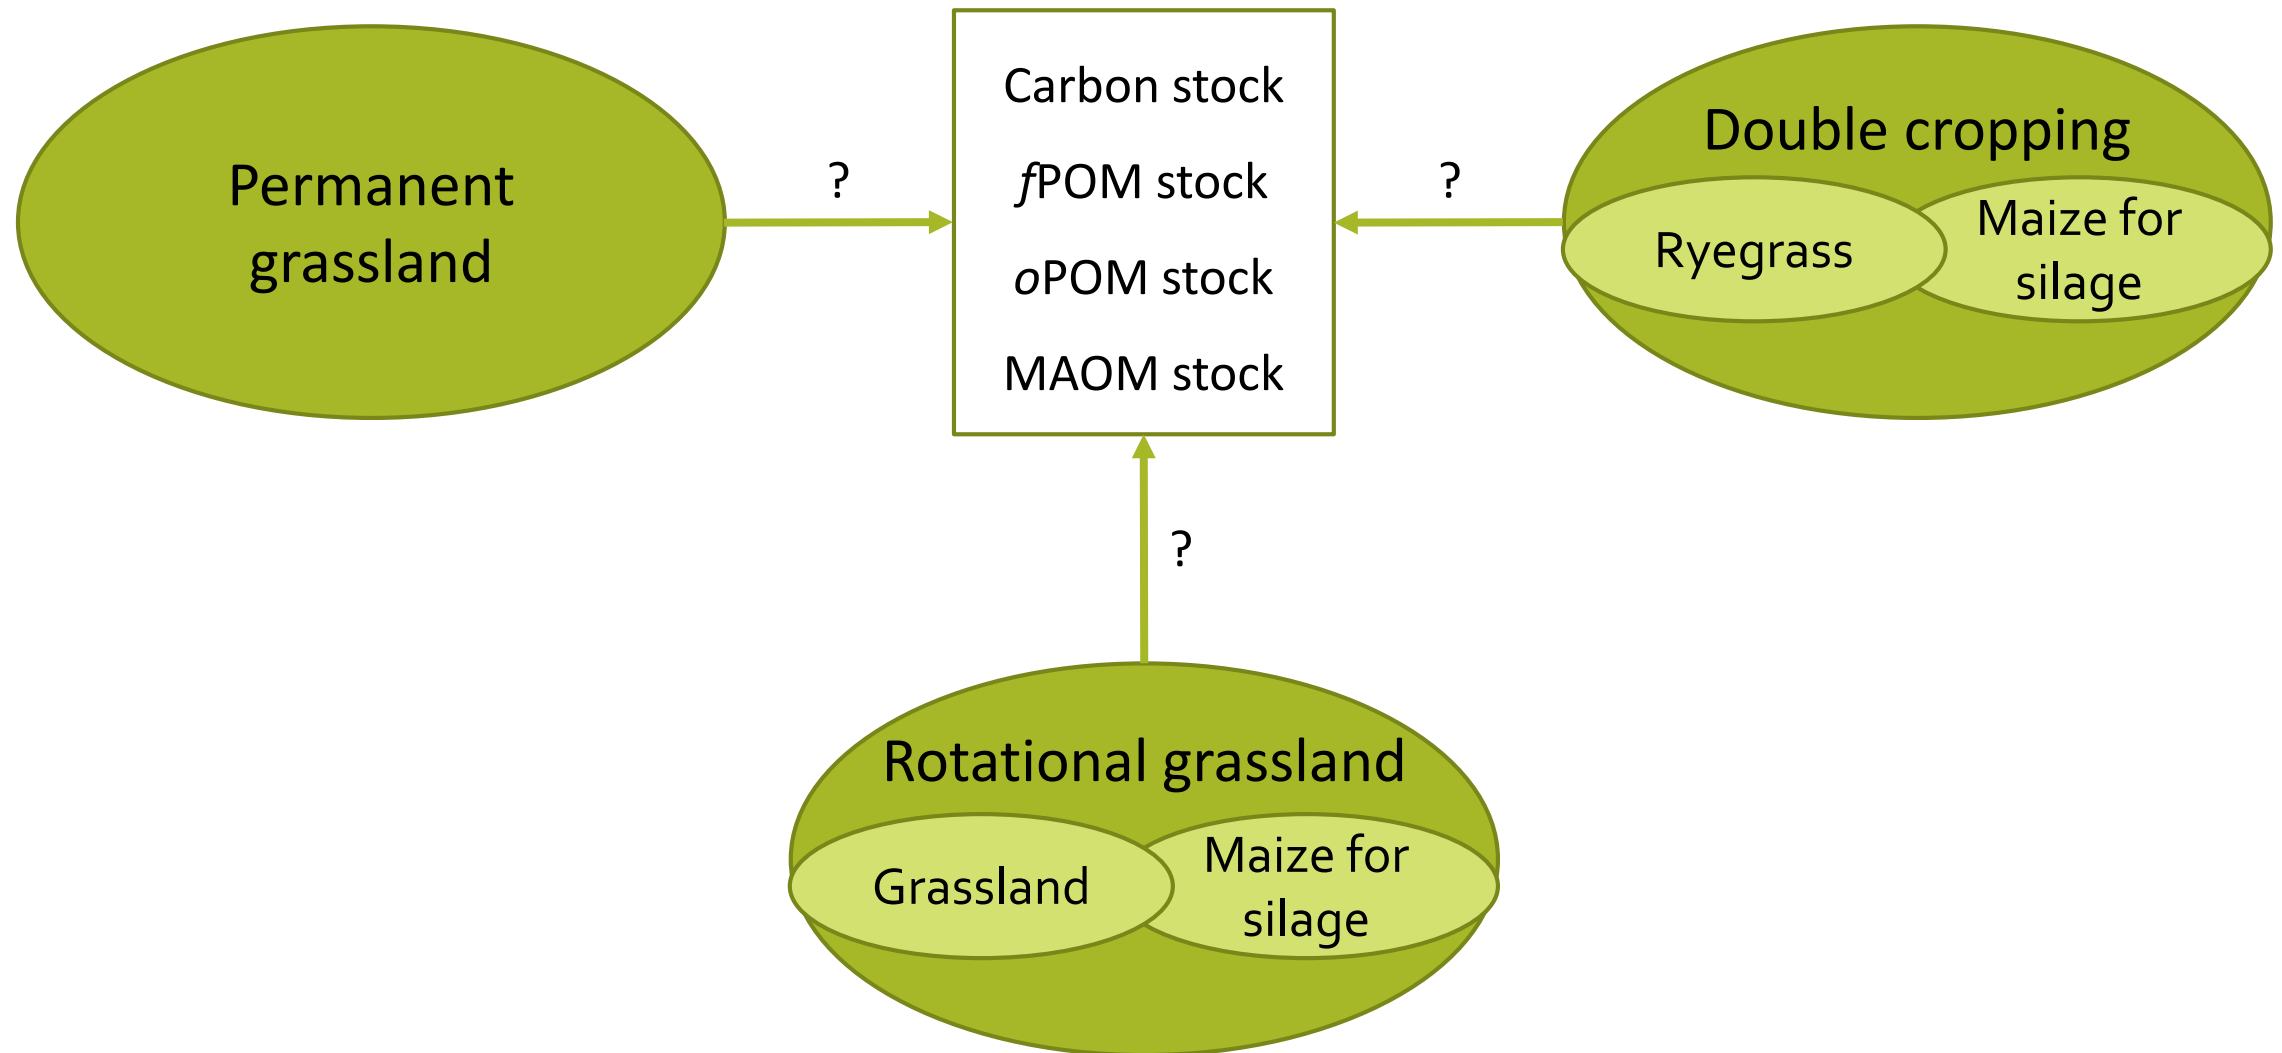 Permanent
grassland
?
Carbon stock
fPOM stock
oPOM stock
MAOM stock
?
Double cropping
Ryegrass
Maize for
silage
?
Rotational grassland
Grassland
Maize for
silage